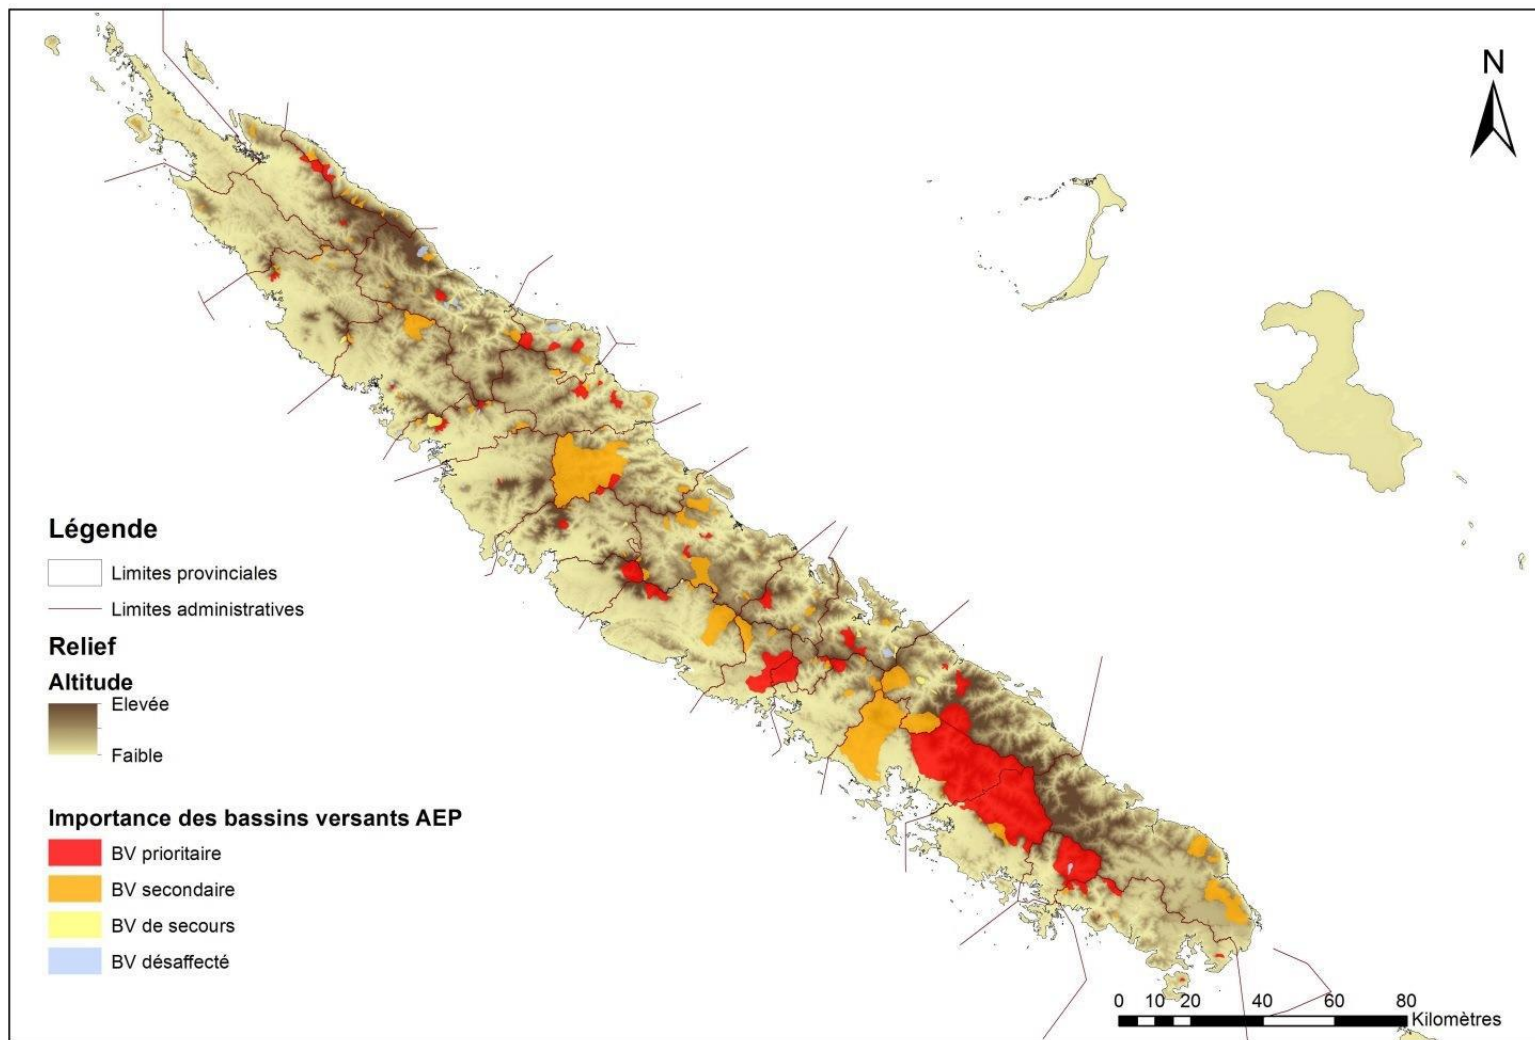 N
Légende
Limites provinciales
Limites administratives
Relief
Altitude
Elevée
Faible
Importance des bassins versants AEP
BV prioritaire
BV secondaire
BV de secours
BV désaffecté
0 10 20 40 60 80
Kilomètres